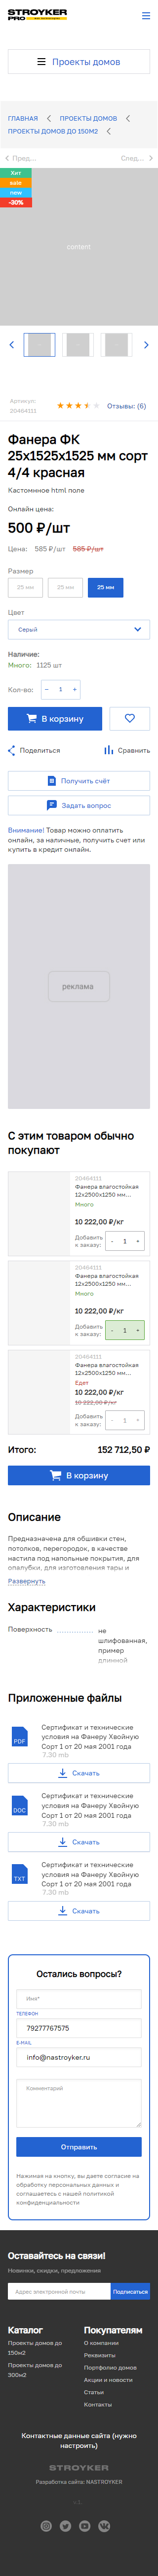 STROYKER
PRO
Проекты домов
ГЛАВНАЯ
ПРОЕКТЫ ДОМОВ
ПРОЕКТЫ ДОМОВ ДО 150М2
Пред...
След...
Хит
sale
new
-30%
content
Артикул:
20464111
Отзывы: (6)
Фанера ФК
25х1525х1525 мм сорт
4/4 красная
Кастомнное html поле
Онлайн цена:
500 ₽/шт
Цена: 585 ₽/шт 585 ₽/шт
Размер
25 мм
25 мм
25 мм
Цвет
Серый
Наличие:
Много: 1125 шт
Кол-во:
– 1 +
В корзину
Поделиться
Сравнить
Получить счёт
Задать вопрос
Внимание! Товар можно оплатить
онлайн, за наличные, получить счет или
купить в кредит онлайн.
реклама
С этим товаром обычно
покупают
20464111
Фанера влагостойкая
12х2500х1250 мм...
Много
10 222,00 ₽/кг
Добавить
к заказу:
- 1 +
20464111
Фанера влагостойкая
12х2500х1250 мм...
Много
10 222,00 ₽/кг
Добавить
к заказу:
- 1 +
20464111
Фанера влагостойкая
12х2500х1250 мм...
Едет
10 222,00 ₽/кг
10 222,00 ₽/кг
Добавить
к заказу:
- 1 +
Итого: 152 712,50 ₽
В корзину
Описание
Предназначена для обшивки стен,
потолков, перегородок, в качестве
настила под напольные покрытия, для
опалубки, для изготовления тары и
Развернуть
Характеристики
Поверхность
не
шлифованная,
пример
длинной
Приложенные файлы
PDF
Сертификат и технические
условия на Фанеру Хвойную
Сорт 1 от 20 мая 2001 года
7.30 mb
Скачать
DOC
Сертификат и технические
условия на Фанеру Хвойную
Сорт 1 от 20 мая 2001 года
7.30 mb
Скачать
TXT
Сертификат и технические
условия на Фанеру Хвойную
Сорт 1 от 20 мая 2001 года
7.30 mb
Скачать
Остались вопросы?
Имя*
ТЕЛЕФОН
79277767575
E-MAIL
info@nastroyker.ru
Комментарий
Отправить
Нажимая на кнопку, вы даете согласие на
обработку персональных данных и
соглашаетесь с нашей политикой
конфиденциальности
Оставайтесь на связи!
Новинки, скидки, предложения
Адрес электронной почты
Подписаться
Каталог
Проекты домов до
150м2
Проекты домов до
300м2
Покупателям
О компании
Реквизиты
Портфолио домов
Акции и новости
Статьи
Контакты
Контактные данные сайта (нужно
настроить)
STROYKER
Разработка сайта: NASTROYKER